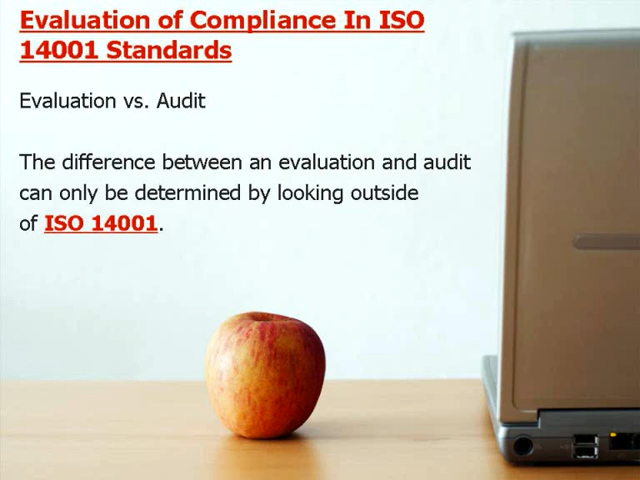 Evaluation of Compliance In ISO
14001 Standards
Evaluation vs. Audit
The difference between an evaluation and audit
can only be determined by looking outside
of ISO 14001.